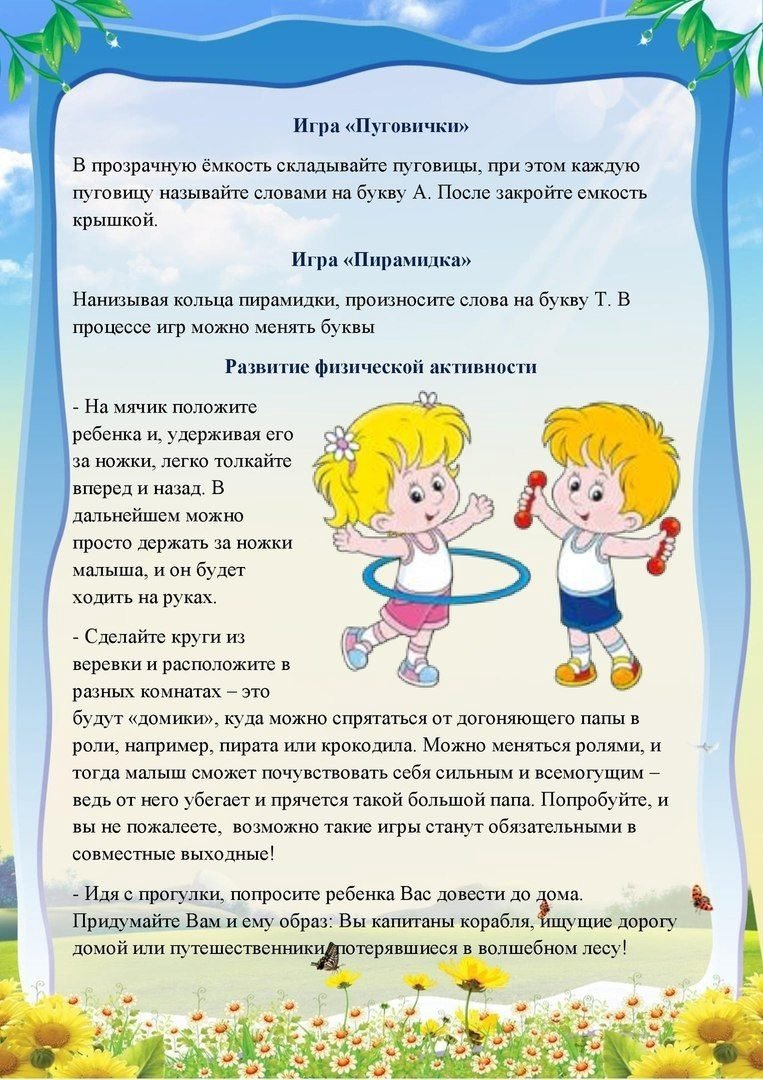 Игра «Пуговички»
В прозрачную ёмкость складывайте пуговицы, при этом каждую
пуговицу называйте словами на букву А. После закройте емкость
крышкой.
Игра «Пирамидка»
Нанизывая кольца пирамидки, произносите слова на букву Т. В
процессе игр можно менять буквы
Развитие физической активности
- На мячик положите
ребенка и, удерживая его
за ножки, легко толкайте
вперед и назад. В
дальнейшем можно
просто держать за ножки
малыша, и он будет
ходить на руках.
- Сделайте круги из
веревки и расположите в
разных комнатах – это
будут «домики», куда можно спрятаться от догоняющего папы в
роли, например, пирата или крокодила. Можно меняться ролями, и
тогда малыш сможет почувствовать себя сильным и всемогущим –
ведь от него убегает и прячется такой большой папа. Попробуйте, и
вы не пожалеете, возможно такие игры станут обязательными в
совместные выходные!
- Идя с прогулки, попросите ребенка Вас довести до дома.
Придумайте Вам и ему образ: Вы капитаны корабля, ищущие дорогу
домой или путешественники, потерявшиеся в волшебном лесу!